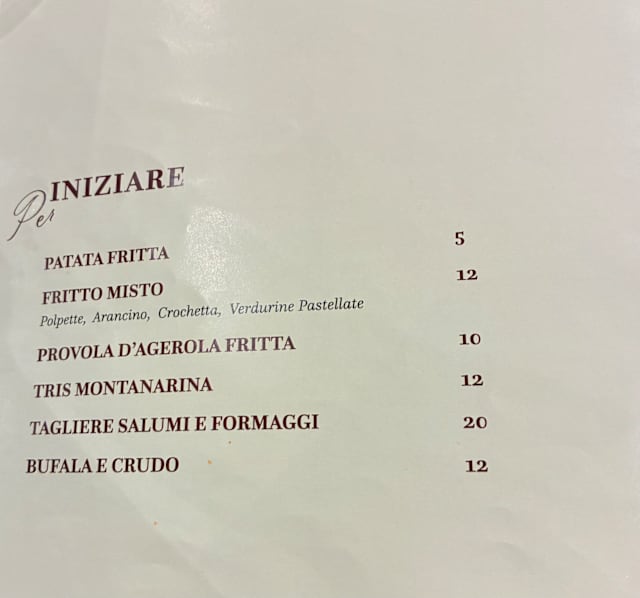 Per INIZIARE
PATATA FRITTA 5
FRITTO MISTO 12
Polpette, Arancino, Crochetta, Verdurine Pastellate
PROVOLA D'AGEROLA FRITTA 10
TRIS MONTANARINA 12
TAGLIERE SALUMI E FORMAGGI 20
BUFALA E CRUDO 12